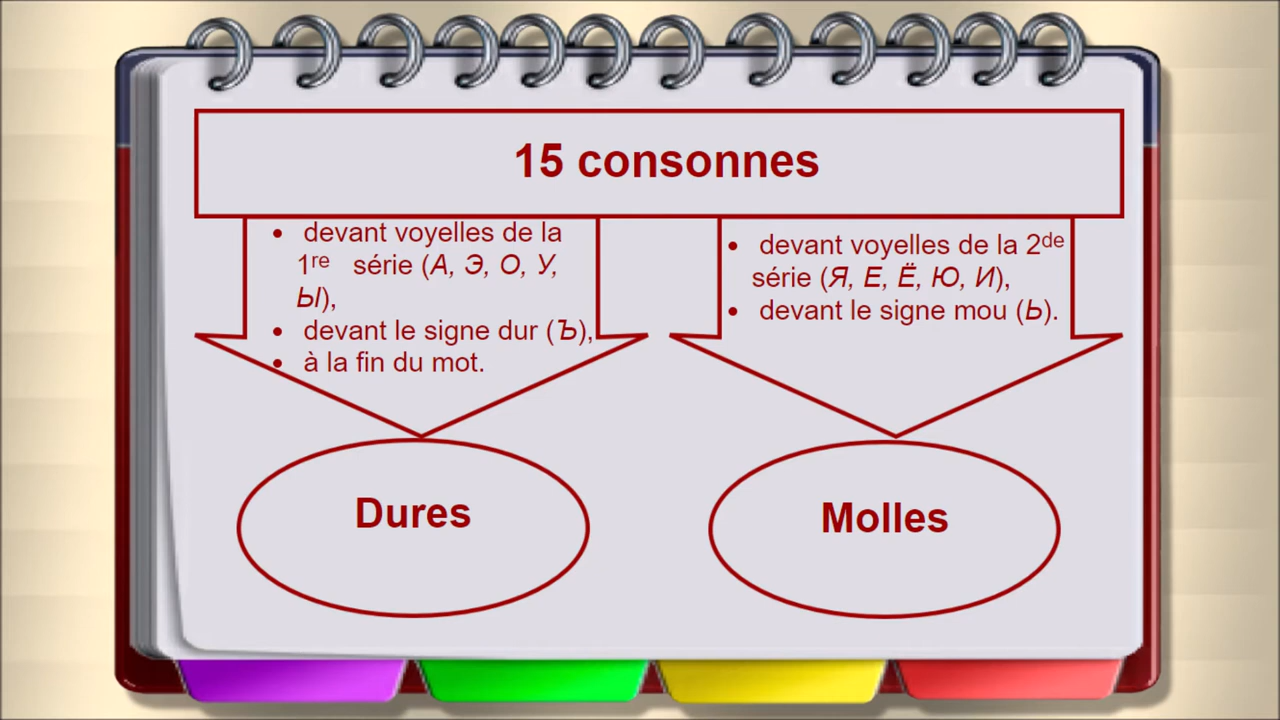 15 consonnes
• devant voyelles de la
1re série (А, Э, О, У,
Ы),
• devant le signe dur (Ъ),
• à la fin du mot.
• devant voyelles de la 2de
série (Я, Е, Ё, Ю, И),
• devant le signe mou (Ь).
Dures
Molles